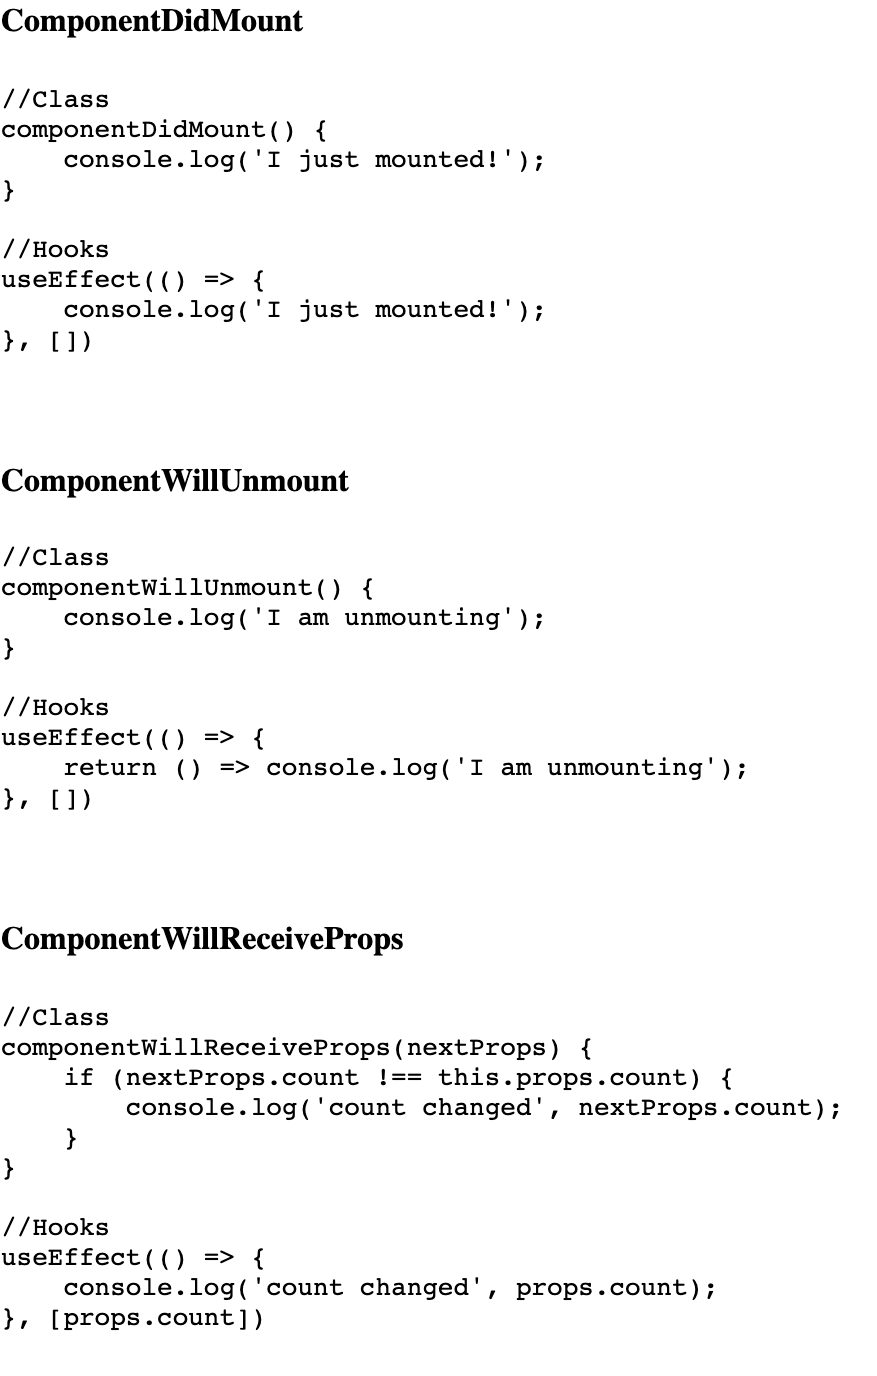 ComponentDidMount
//Class
componentDidMount() {
    console.log('I just mounted!');
}
//Hooks
useEffect(() => {
    console.log('I just mounted!');
}, [])
ComponentWillUnmount
//Class
componentWillUnmount() {
    console.log('I am unmounting');
}
//Hooks
useEffect(() => {
    return () => console.log('I am unmounting');
}, [])
ComponentWillReceiveProps
//Class
componentWillReceiveProps(nextProps) {
    if (nextProps.count !== this.props.count) {
        console.log('count changed', nextProps.count);
    }
}
//Hooks
useEffect(() => {
    console.log('count changed', props.count);
}, [props.count])